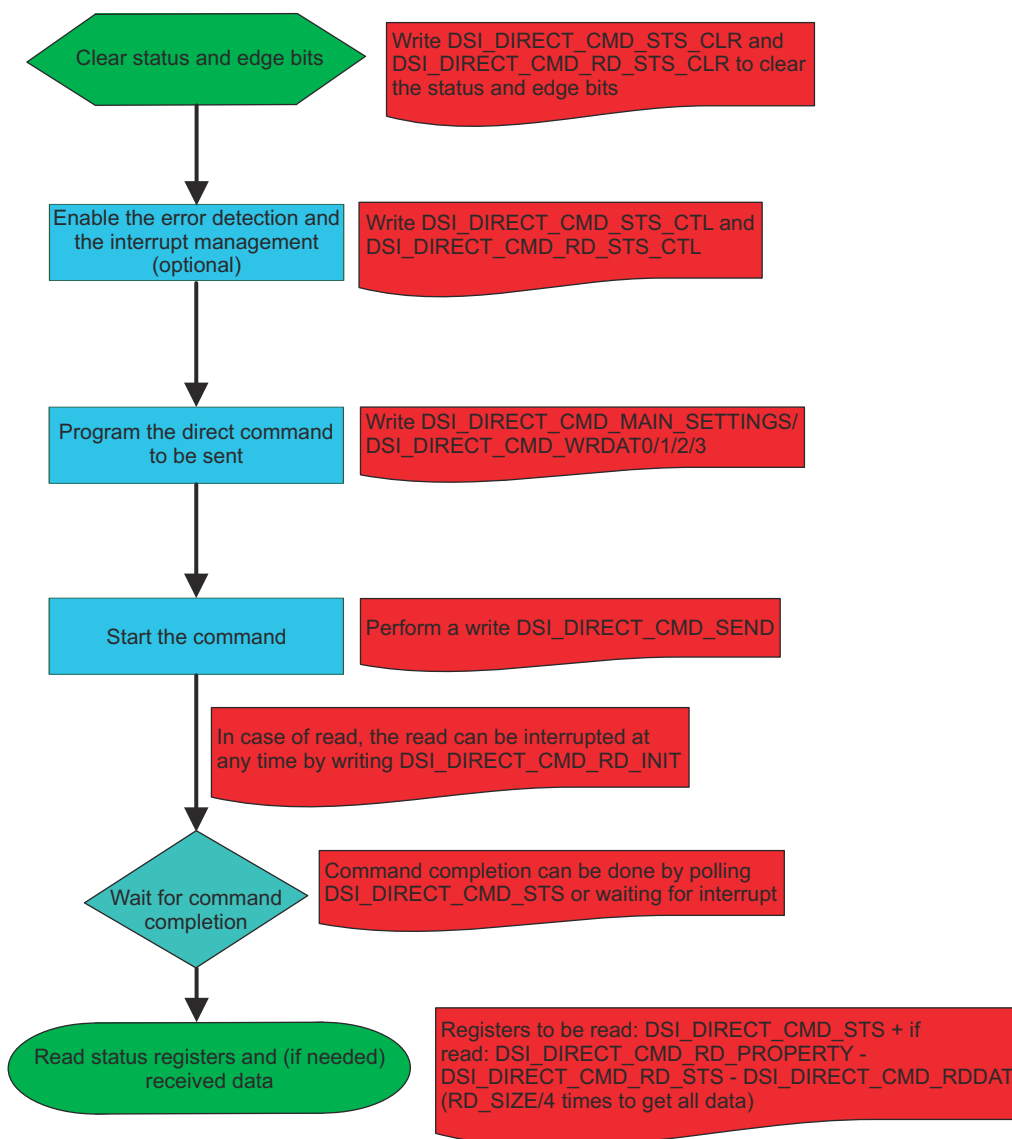 Clear status and edge bits
Write DSI_DIRECT_CMD_STS_CLR and
DSI_DIRECT_CMD_RD_STS_CLR to clear
the status and edge bits
Enable the error detection and
the interrupt management
(optional)
Write DSI_DIRECT_CMD_STS_CTL and
DSI_DIRECT_CMD_RD_STS_CTL
Program the direct command
to be sent
Write DSI_DIRECT_CMD_MAIN_SETTINGS/
DSI_DIRECT_CMD_WRDAT0/1/2/3
Start the command
Perform a write DSI_DIRECT_CMD_SEND
In case of read, the read can be interrupted at
any time by writing DSI_DIRECT_CMD_RD_INIT
Wait for command
completion
Command completion can be done by polling
DSI_DIRECT_CMD_STS or waiting for interrupt
Read status registers and (if needed)
received data
Registers to be read: DSI_DIRECT_CMD_STS + if
read: DSI_DIRECT_CMD_RD_PROPERTY -
DSI_DIRECT_CMD_RD_STS - DSI_DIRECT_CMD_RDDAT
(RD_SIZE/4 times to get all data)